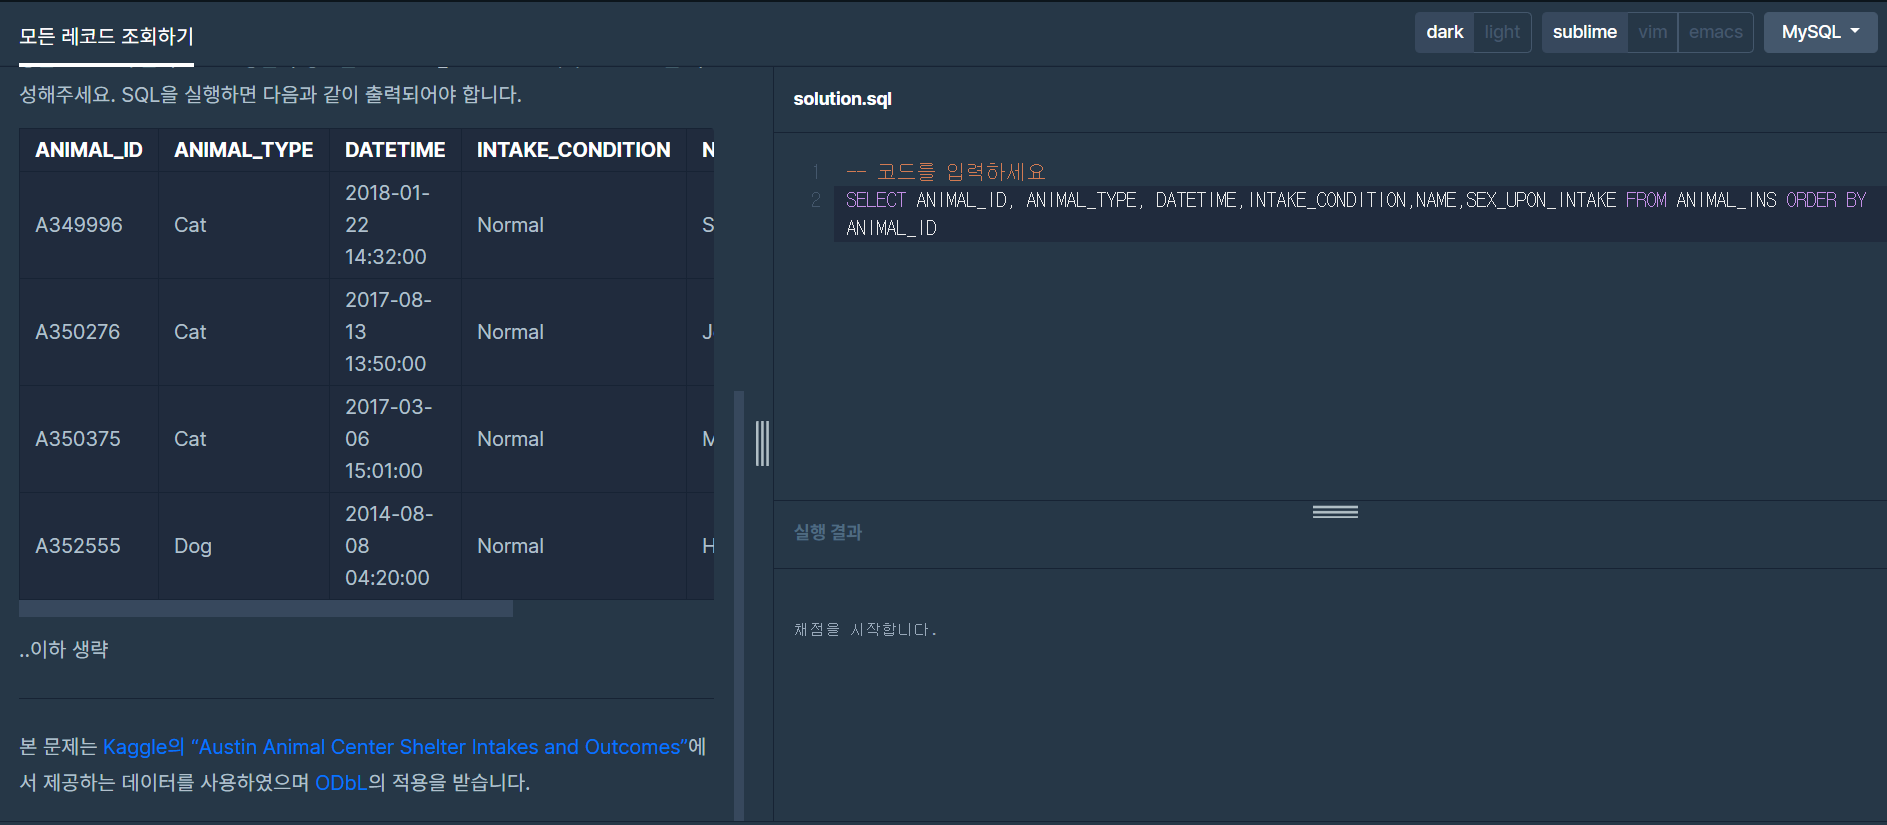 모든 레코드 조회하기
dark light sublime vim emacs MySQL
성해주세요. SQL을 실행하면 다음과 같이 출력되어야 합니다.
ANIMAL_ID ANIMAL_TYPE DATETIME INTAKE_CONDITION N
A349996 Cat 2018-01-
22
14:32:00 Normal S
A350276 Cat 2017-08-
13
13:50:00 Normal J
A350375 Cat 2017-03-
06
15:01:00 Normal M
A352555 Dog 2014-08-
08
04:20:00 Normal H
..이하 생략
본 문제는 Kaggle의 “Austin Animal Center Shelter Intakes and Outcomes”에
서 제공하는 데이터를 사용하였으며 ODbL의 적용을 받습니다.
solution.sql
1 -- 코드를 입력하세요
2 SELECT ANIMAL_ID, ANIMAL_TYPE, DATETIME,INTAKE_CONDITION,NAME,SEX_UPON_INTAKE FROM ANIMAL_INS ORDER BY
ANIMAL_ID
실행 결과
채점을 시작합니다.